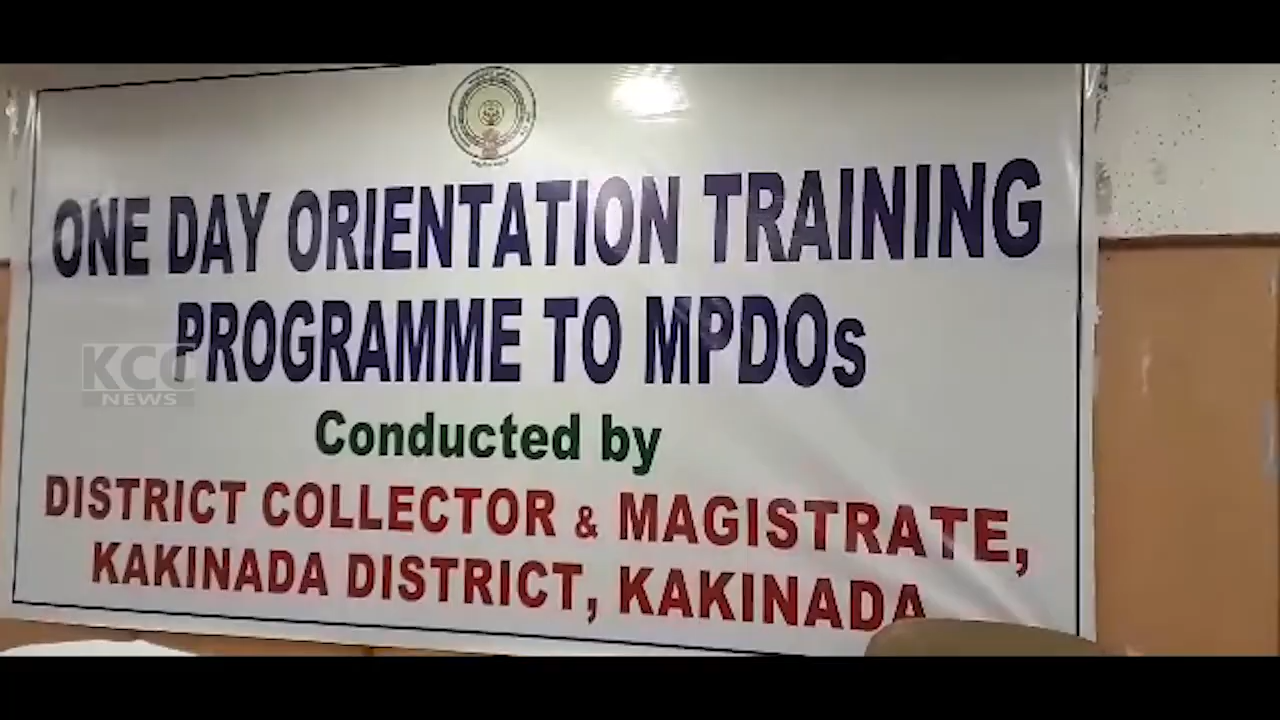 ONE DAY ORIENTATION TRAINING
PROGRAMME TO MPDOs
Conducted by
DISTRICT COLLECTOR & MAGISTRATE,
KAKINADA DISTRICT, KAKINADA
KCC
NEWS